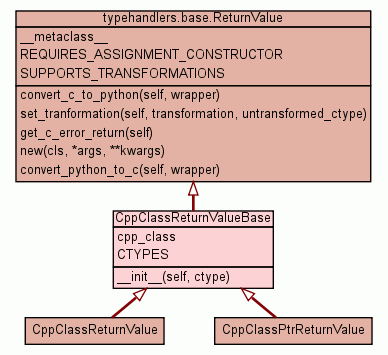 typehandlers.base.ReturnValue
__metaclass__
REQUIRES_ASSIGNMENT_CONSTRUCTOR
SUPPORTS_TRANSFORMATIONS
convert_c_to_python(self, wrapper)
set_tranformation(self, transformation, untransformed_ctype)
get_c_error_return(self)
new(cls, *args, **kwargs)
convert_python_to_c(self, wrapper)
CppClassReturnValueBase
cpp_class
CTYPES
__init__(self, ctype)
CppClassReturnValue
CppClassPtrReturnValue